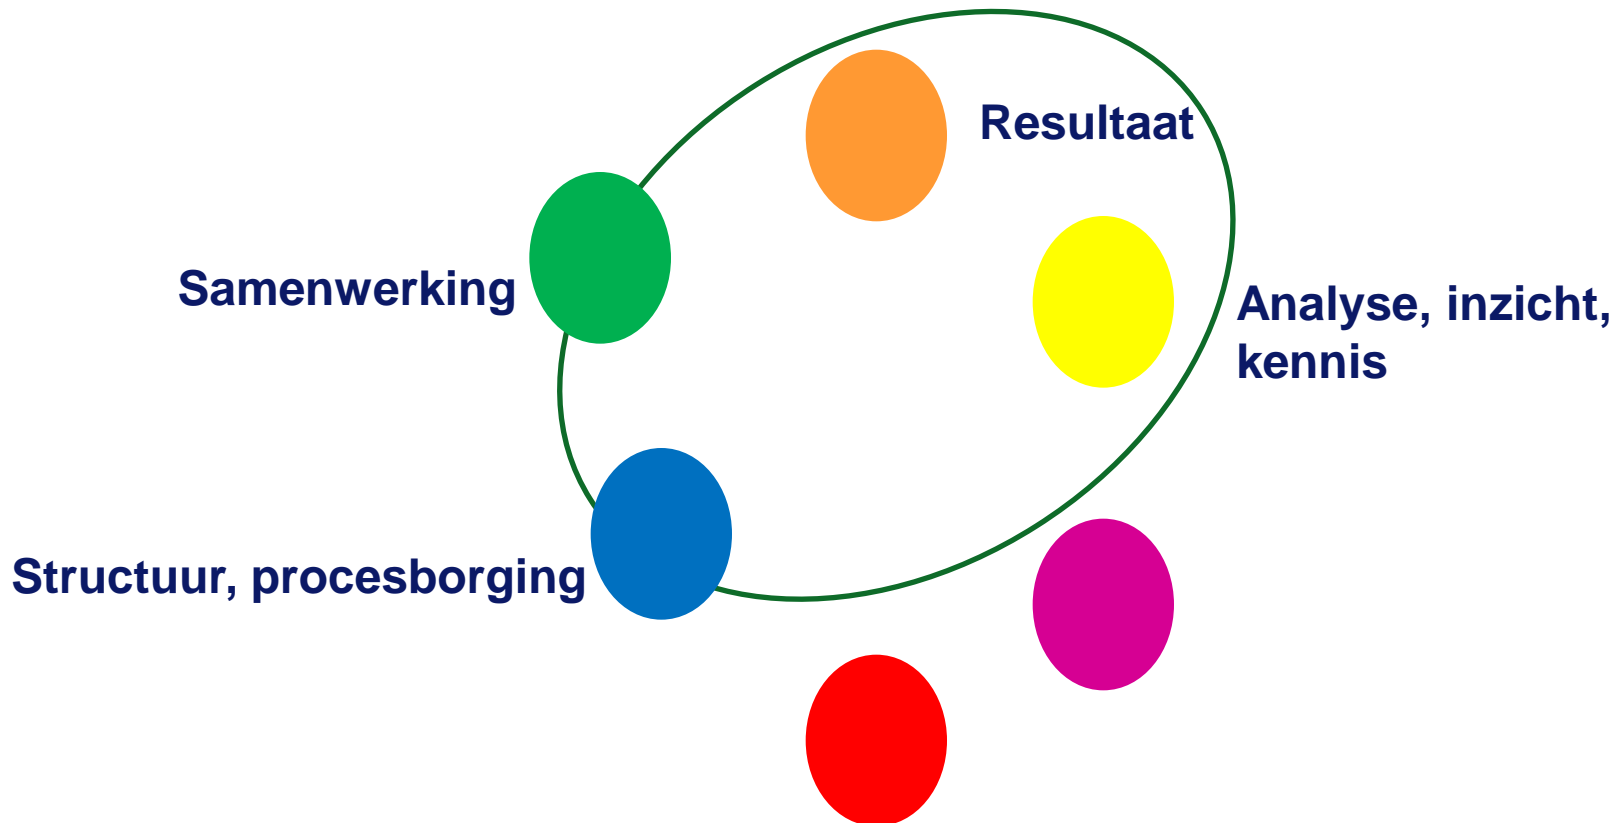 Resultaat
Samenwerking
Analyse, inzicht,
kennis
Structuur, procesborging